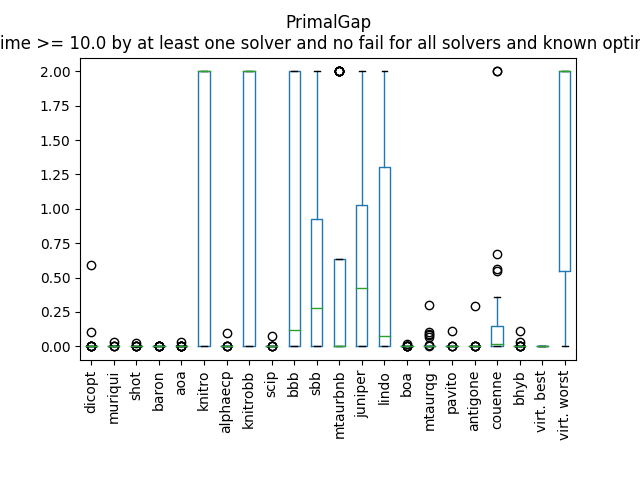 PrimalGap
ime >= 10.0 by at least one solver and no fail for all solvers and known optim
2.00
1.75
1.50
1.25
1.00
0.75
0.50
0.25
0.00
dicopt
muriqui
shot
baron
aoa
knitro
alphaecp
knitrobb
scip
bbb
sbb
mtaurbnb
juniper
lindo
boa
mtaurqg
pavito
antigone
couenne
bhyb
virt. best
virt. worst